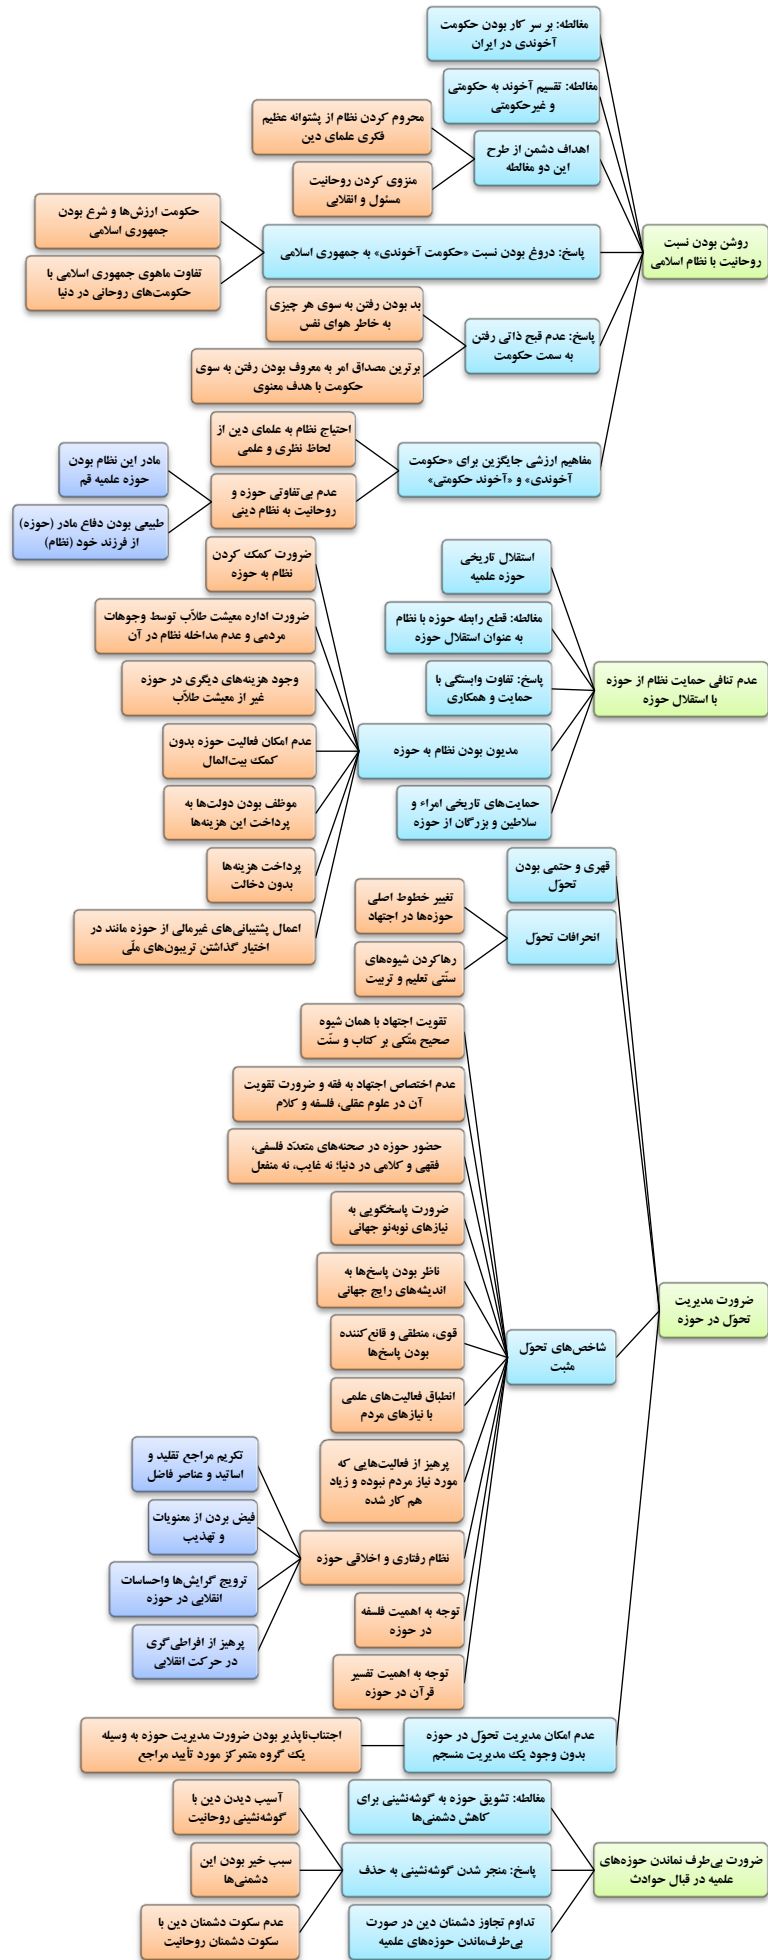 روشن بودن نسبت
روحانیت با نظام اسلامی
مغالطه: بر سر کار بودن حکومت
آخوندی در ایران
مغالطه: تقسیم آخوند به حکومتی
و غیرحکومتی
اهداف دشمن از طرح
این دو مغالطه
محروم کردن نظام از پشتوانه عظیم
فکری علمای دین
منزوی کردن روحانیت
مسئول و انقلابی
پاسخ: دروغ بودن نسبت «حکومت آخوندی» به جمهوری اسلامی
حکومت ارزش‌ها و شرع بودن
جمهوری اسلامی
تفاوت ماهوی جمهوری اسلامی با
حکومت‌های روحانی در دنیا
پاسخ: عدم قبح ذاتی رفتن
به سمت حکومت
بد بودن رفتن به سوی هر چیزی
به خاطر هوای نفس
برترین مصداق امر به معروف بودن رفتن به سوی
حکومت با هدف معنوی
مفاهیم ارزشی جایگزین برای «حکومت
آخوندی» و «آخوند حکومتی»
احتیاج نظام به علمای دین از
لحاظ نظری و علمی
عدم بی‌تفاوتی حوزه و
روحانیت به نظام دینی
مادر این نظام بودن
حوزه علمیه قم
طبیعی بودن دفاع مادر (حوزه)
از فرزند خود (نظام)
عدم تنافی حمایت نظام از حوزه
با استقلال حوزه
استقلال تاریخی
حوزه علمیه
مغالطه: قطع رابطه حوزه با نظام
به عنوان استقلال حوزه
پاسخ: تفاوت وابستگی با
حمایت و همکاری
مدیون بودن نظام به حوزه
ضرورت کمک کردن
نظام به حوزه
ضرورت اداره معیشت طلاّب توسط وجوهات
مردمی و عدم مداخله نظام در آن
وجود هزینه‌های دیگری در حوزه
غیر از معیشت طلاّب
عدم امکان فعالیت حوزه بدون
کمک بیت‌المال
موظف بودن دولت‌ها به
پرداخت این هزینه‌ها
پرداخت هزینه‌ها
بدون دخالت
اعمال پشتیبانی‌های غیرمالی از حوزه مانند در
اختیار گذاشتن تریبون‌های ملّی
حمایت‌های تاریخی امراء و
سلاطین و بزرگان از حوزه
ضرورت مدیریت
تحوّل در حوزه
قهری و حتمی بودن
تحوّل
انحرافات تحوّل
تغییر خطوط اصلی
حوزه‌ها در اجتهاد
رهاکردن شیوه‌های
سنّتی تعلیم و تربیت
شاخص‌های تحوّل
مثبت
تقویت اجتهاد با همان شیوه
صحیح متّکی بر کتاب و سنّت
عدم اختصاص اجتهاد به فقه و ضرورت تقویت
آن در علوم عقلی، فلسفه و کلام
حضور حوزه در صحنه‌های متعدّد فلسفی،
فقهی و کلامی در دنیا؛ نه غایب، نه منفعل
ضرورت پاسخگویی به
نیازهای نوبه‌نو جهانی
ناظر بودن پاسخ‌ها به
اندیشه‌های رایج جهانی
قوی، منطقی و قانع‌کننده
بودن پاسخ‌ها
انطباق فعالیت‌های علمی
با نیازهای مردم
پرهیز از فعالیت‌هایی که
مورد نیاز مردم نبوده و زیاد
هم کار شده
نظام رفتاری و اخلاقی حوزه
تکریم مراجع تقلید و
اساتید و عناصر فاضل
فیض بردن از معنویات
و تهذیب
ترویج گرایش‌ها واحساسات
انقلابی در حوزه
پرهیز از افراطی‌گری
در حرکت انقلابی
توجه به اهمیت فلسفه
در حوزه
توجه به اهمیت تفسیر
قرآن در حوزه
عدم امکان مدیریت تحوّل در حوزه
بدون وجود یک مدیریت منسجم
اجتناب‌ناپذیر بودن ضرورت مدیریت حوزه به وسیله
یک گروه متمرکز مورد تأیید مراجع
ضرورت بی‌طرف نماندن حوزه‌های
علمیه در قبال حوادث
مغالطه: تشویق حوزه به گوشه‌نشینی برای
کاهش دشمنی‌ها
پاسخ: منجر شدن گوشه‌نشینی به حذف
آسیب دیدن دین با
گوشه‌نشینی روحانیت
سبب خیر بودن این
دشمنی‌ها
عدم سکوت دشمنان دین با
سکوت دشمنان روحانیت
تداوم تجاوز دشمنان دین در صورت
بی‌طرف‌ماندن حوزه‌های علمیه